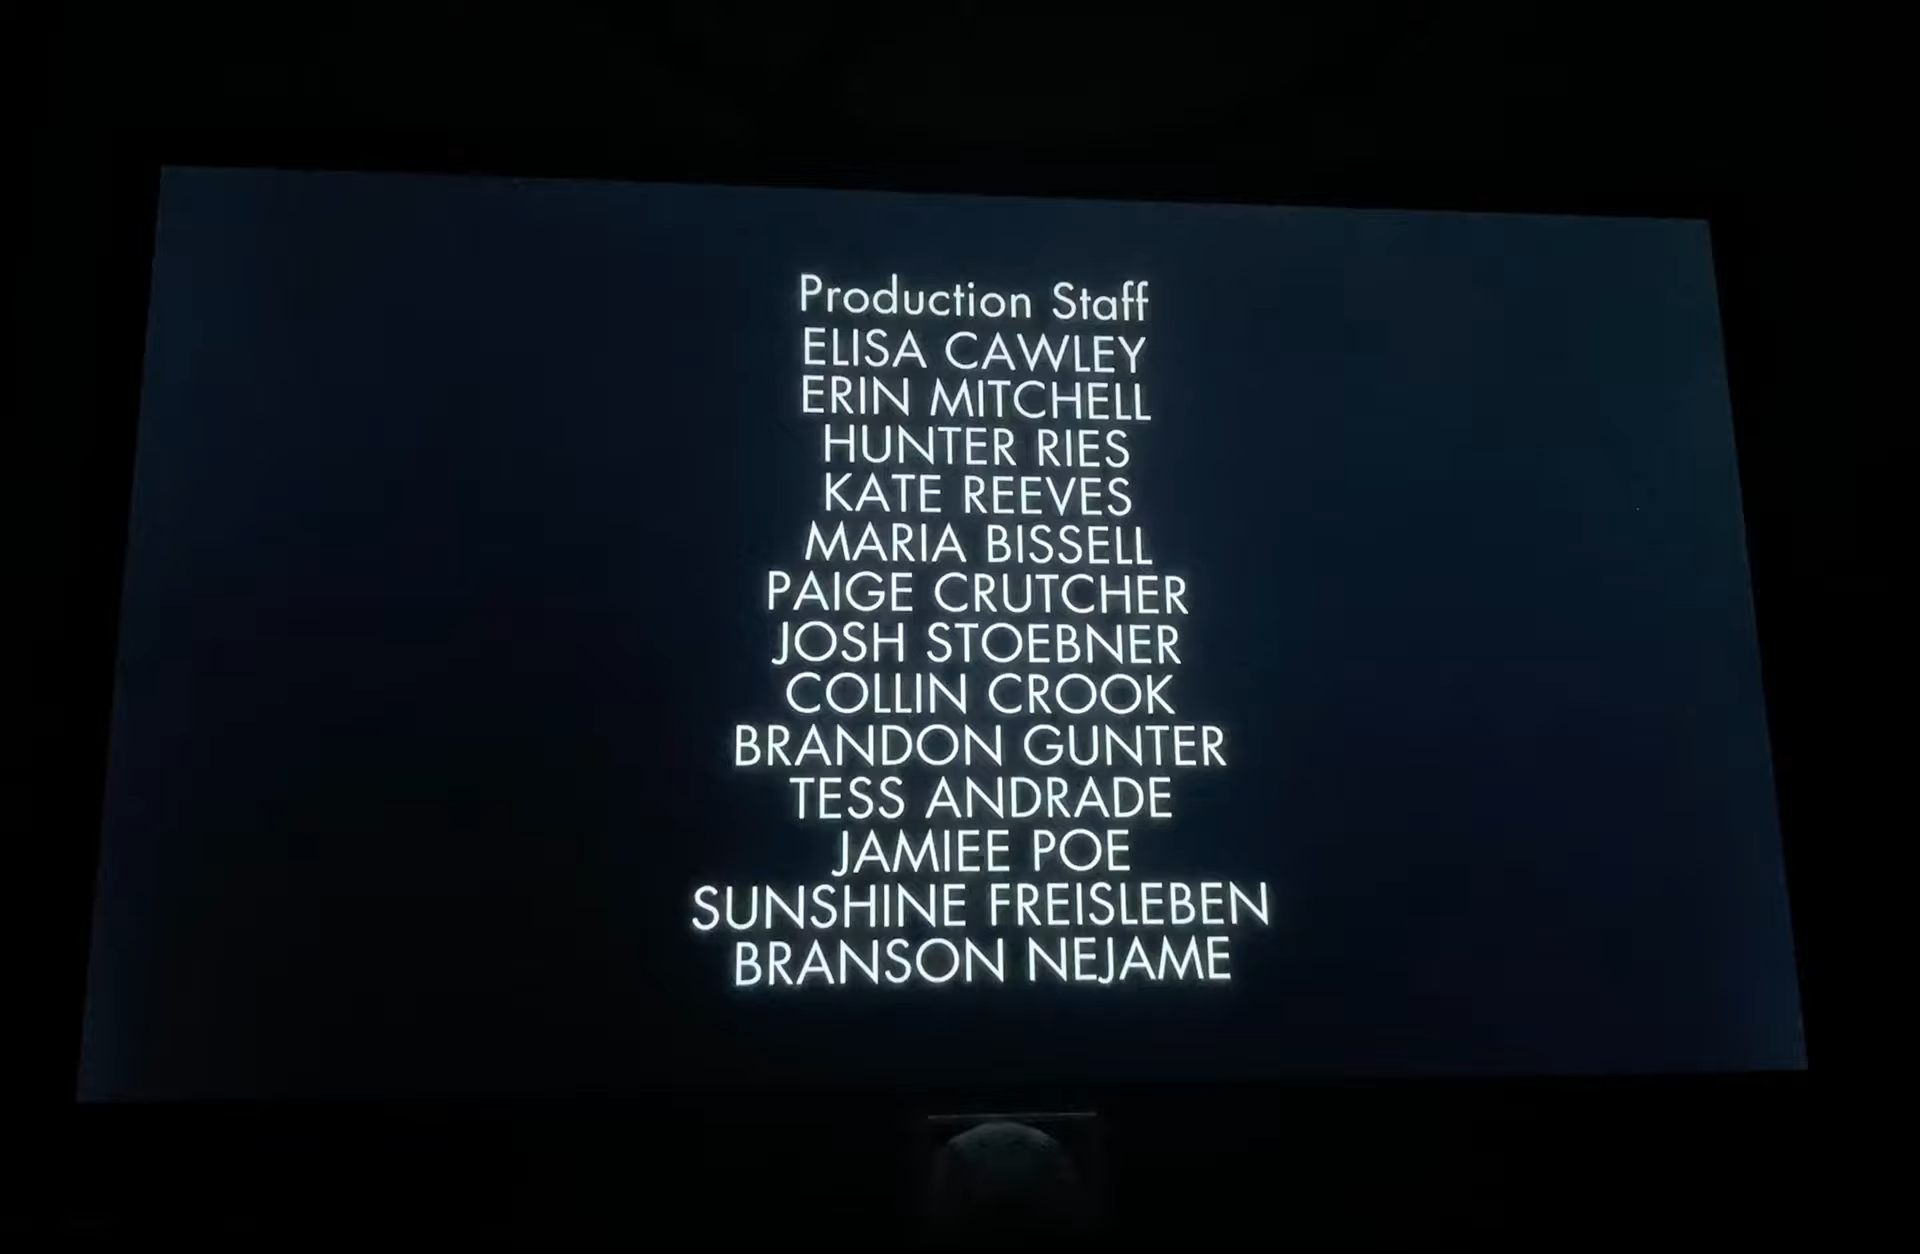 Production Staff
ELISA CAWLEY
ERIN MITCHELL
HUNTER RIES
KATE REEVES
MARIA BISSELL
PAIGE CRUTCHER
JOSH STOEBNER
COLLIN CROOK
BRANDON GUNTER
TESS ANDRADE
JAMIEE POE
SUNSHINE FREISLEBEN
BRANSON NEJAME